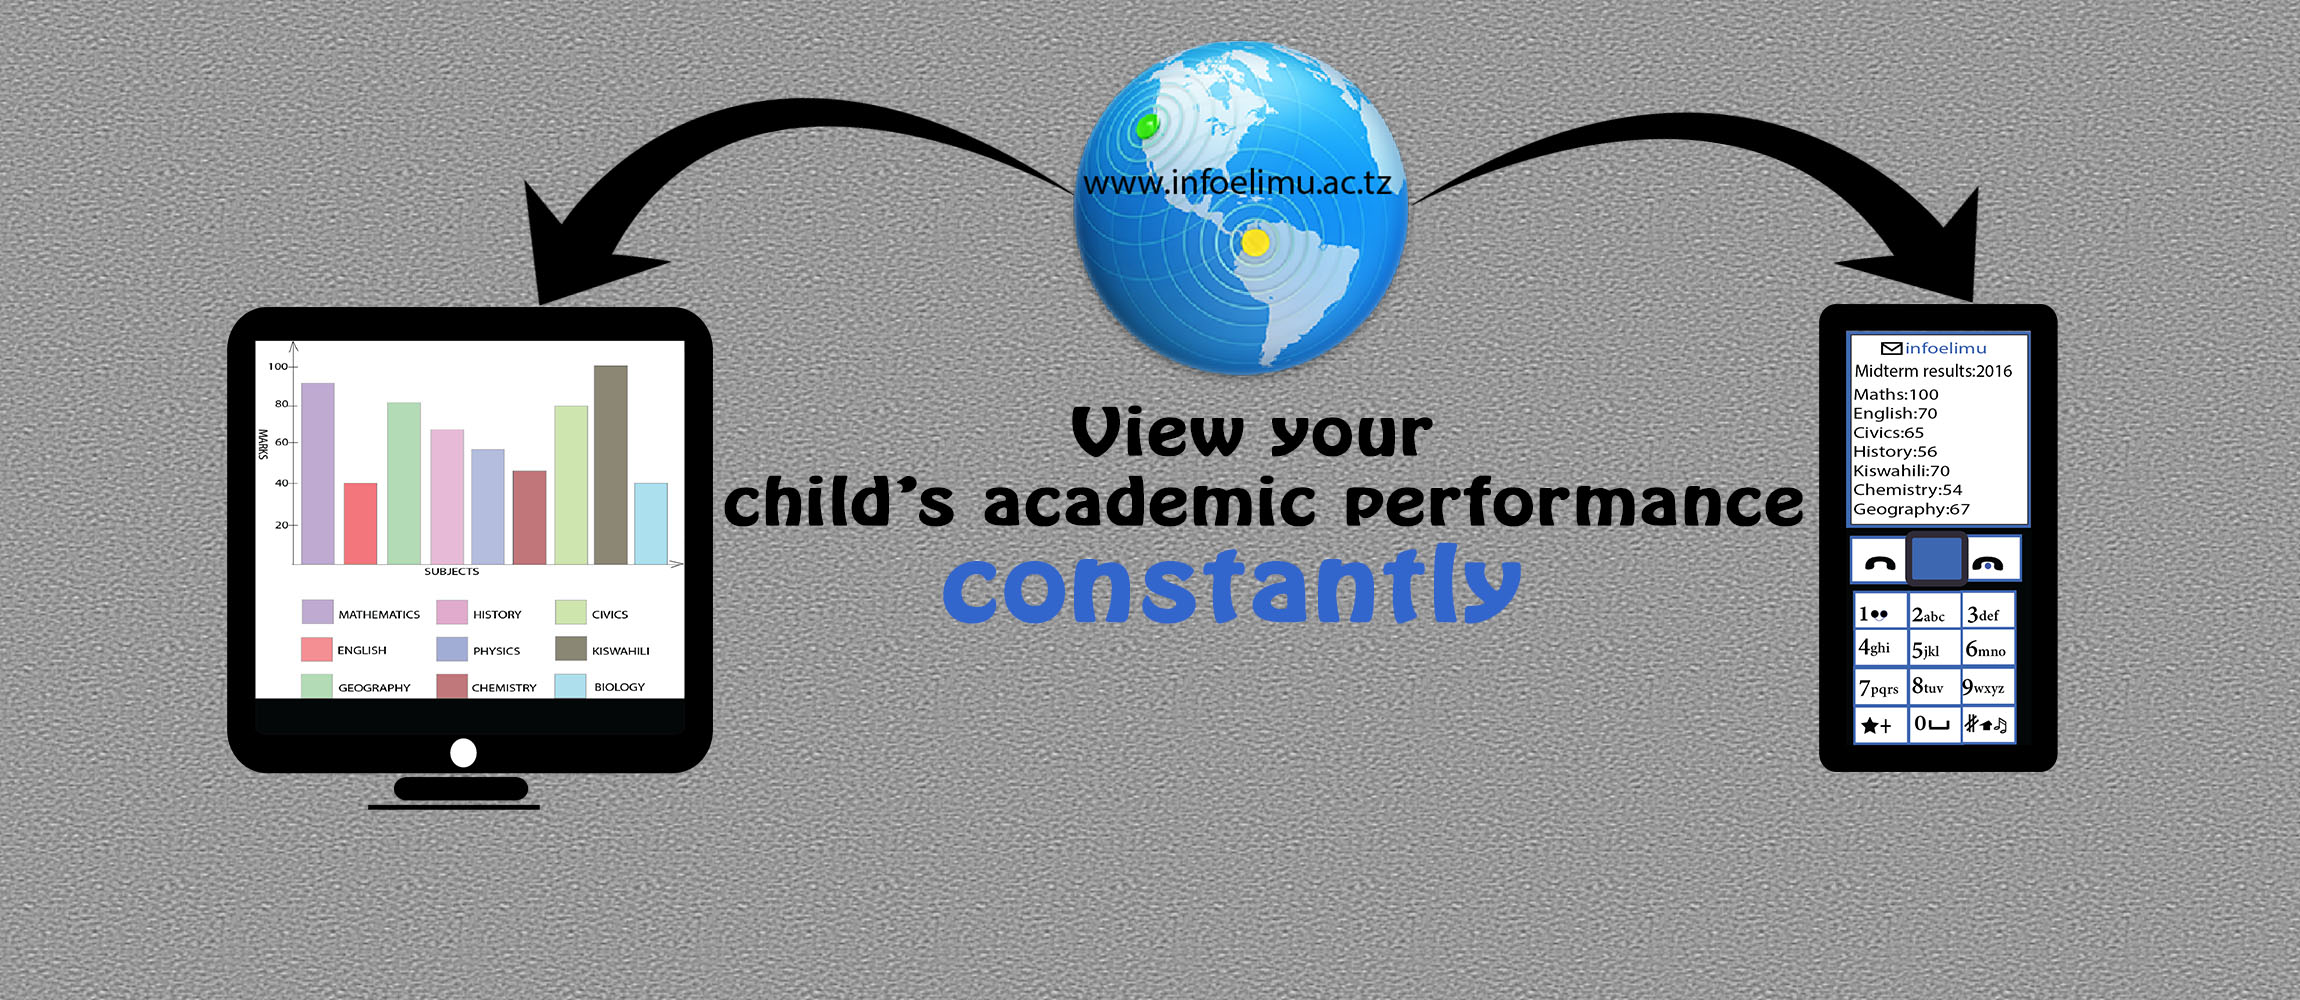 www.infoelimu.ac.tz
View your
child's academic performance
constantly
100
80
60
40
20
MARKS
SUBJECTS
MATHEMATICS HISTORY CIVICS
ENGLISH PHYSICS KISWAHILI
GEOGRAPHY CHEMISTRY BIOLOGY
infoelimu
Midterm results:2016
Maths:100
English:70
Civics:65
History:56
Kiswahili:70
Chemistry:54
Geography:67
1 2abc 3def
4ghi 5jkl 6mno
7pqrs 8tuv 9wxyz
+ 0 #